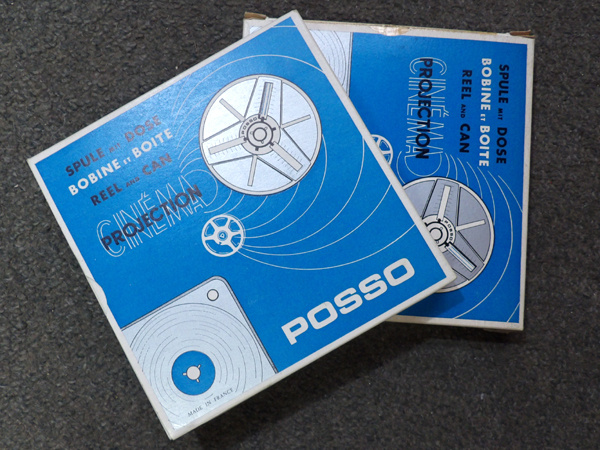 SPULE MIT DOSE
BOBINE ET BOITE
REEL AND CAN
CINÉMA
PROJECTION
POSSO
MADE IN FRANCE
SPULE MIT DOSE
BOBINE ET BOITE
REEL AND CAN
CINÉMA
PROJECTION